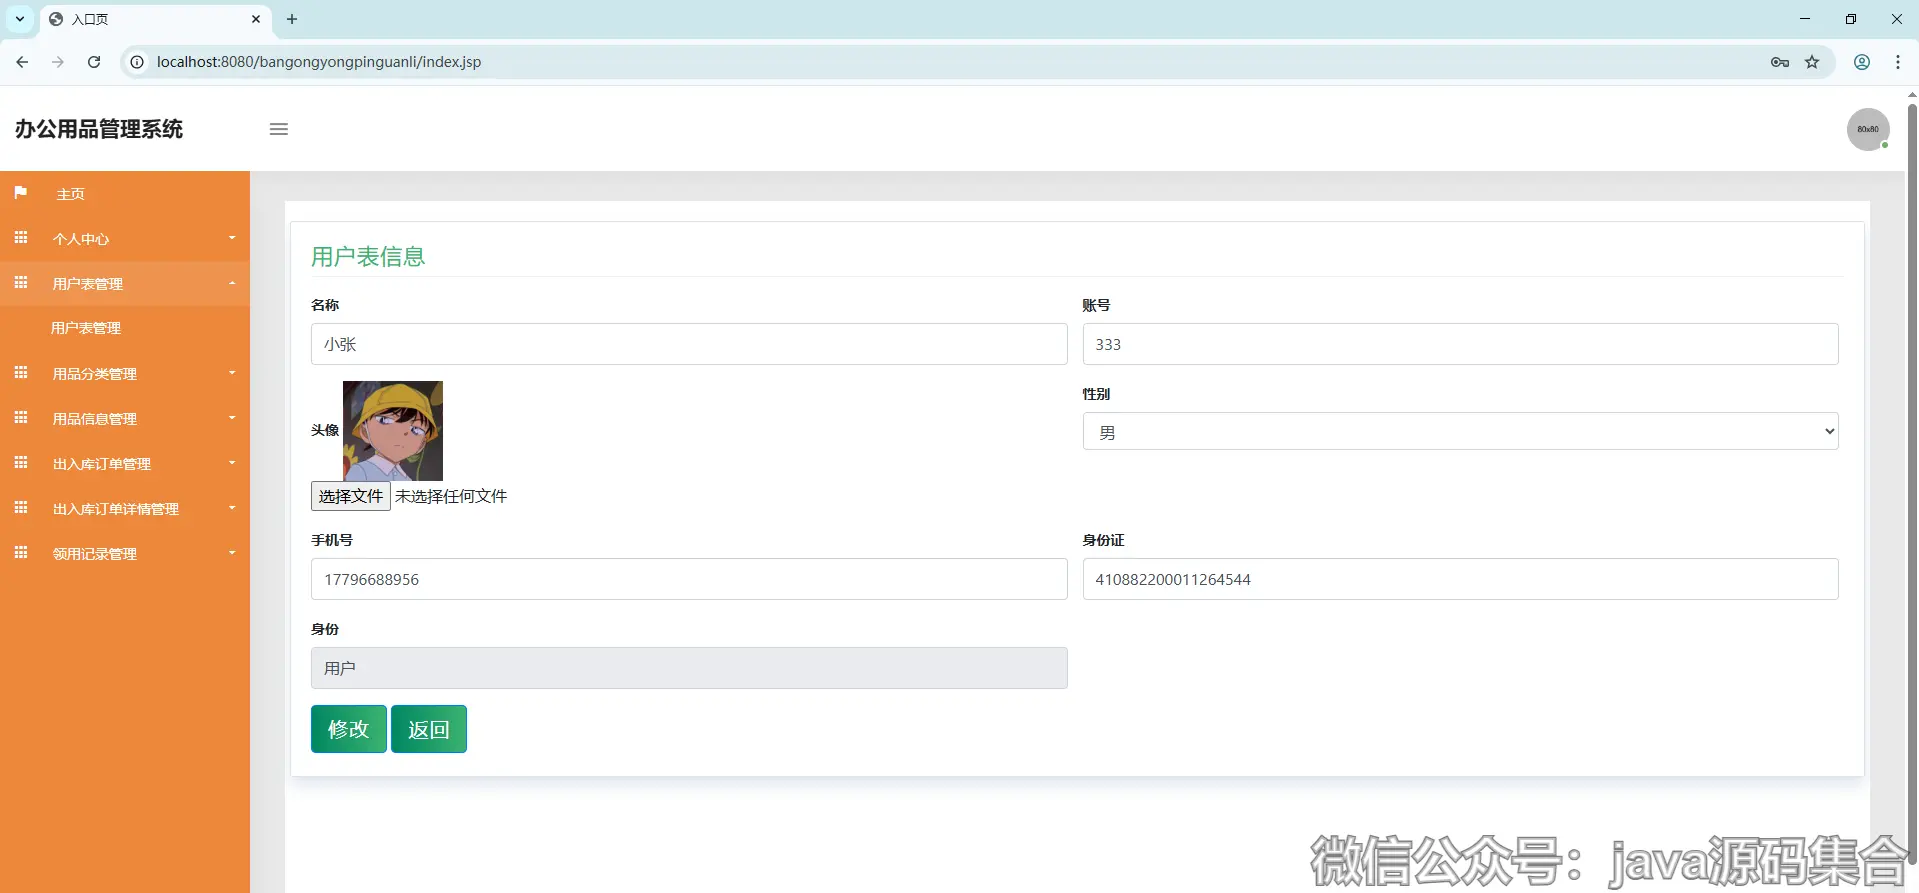 入口页
localhost:8080/bangongyongpinguanli/index.jsp
办公用品管理系统
80x80
主页
个人中心
用户表管理
用户表管理
用品分类管理
用品信息管理
出入库订单管理
出入库订单详情管理
领用记录管理
用户表信息
名称
账号
小张
333
头像
性别
男
选择文件 未选择任何文件
手机号
身份证
17796688956
410882200011264544
身份
用户
修改 返回
微信公众号：java源码集合